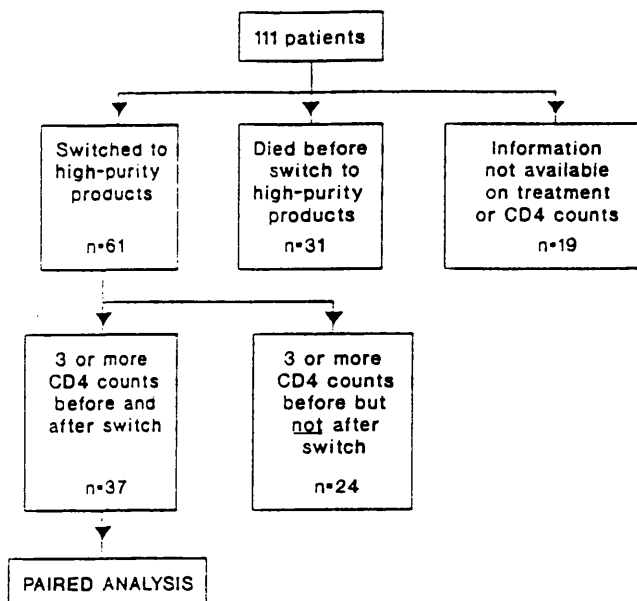 111 patients
Switched to
high-purity
products
n=61
Died before
switch to
high-purity
products
n=31
Information
not available
on treatment
or CD4 counts
n=19
3 or more
CD4 counts
before and
after switch
n=37
3 or more
CD4 counts
before but
not after
switch
n=24
PAIRED ANALYSIS